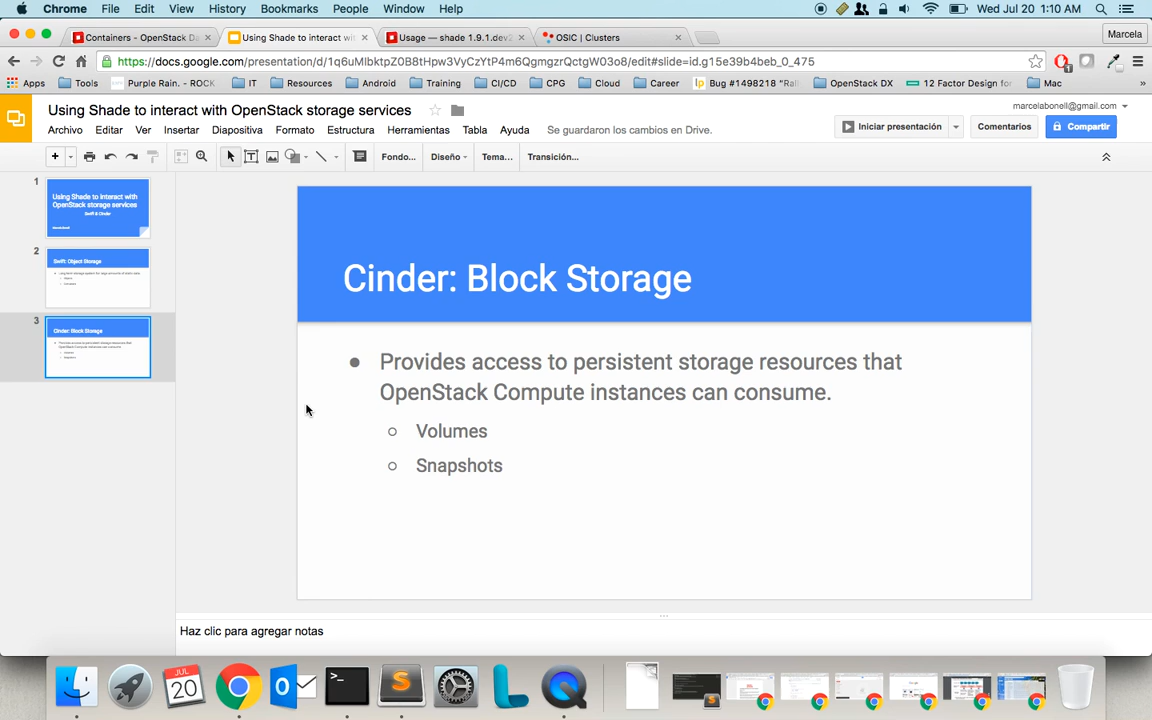 Chrome File Edit View History Bookmarks People Window Help Wed Jul 20 1:10 AM
Containers - OpenStack Da Using Shade to interact with Usage — shade 1.9.1.dev2 OSIC | Clusters Marcela
https://docs.google.com/presentation/d/1q6uMlbktpZ0B8tHpw3VyCzYtP4m6QgmgzrQctgW03o8/edit#slide=id.g15e39b4beb_0_475
Apps Tools Purple Rain. - ROCK IT Resources Android Training CI/CD CPG Cloud Career Bug #1498218 "Ral OpenStack DX 12 Factor Design for Mac »
Using Shade to interact with OpenStack storage services
marcelabonell@gmail.com
Archivo Editar Ver Insertar Diapositiva Formato Estructura Herramientas Tabla Ayuda Se guardaron los cambios en Drive.
Iniciar presentación Comentarios Compartir
Fondo... Diseño Tema... Transición...
1
Using Shade to interact with
OpenStack storage services
Swift & Cinder
2
Swift: Object Storage
3
Cinder: Block Storage
Cinder: Block Storage
Provides access to persistent storage resources that
OpenStack Compute instances can consume.
Volumes
Snapshots
Haz clic para agregar notas
JUL
20